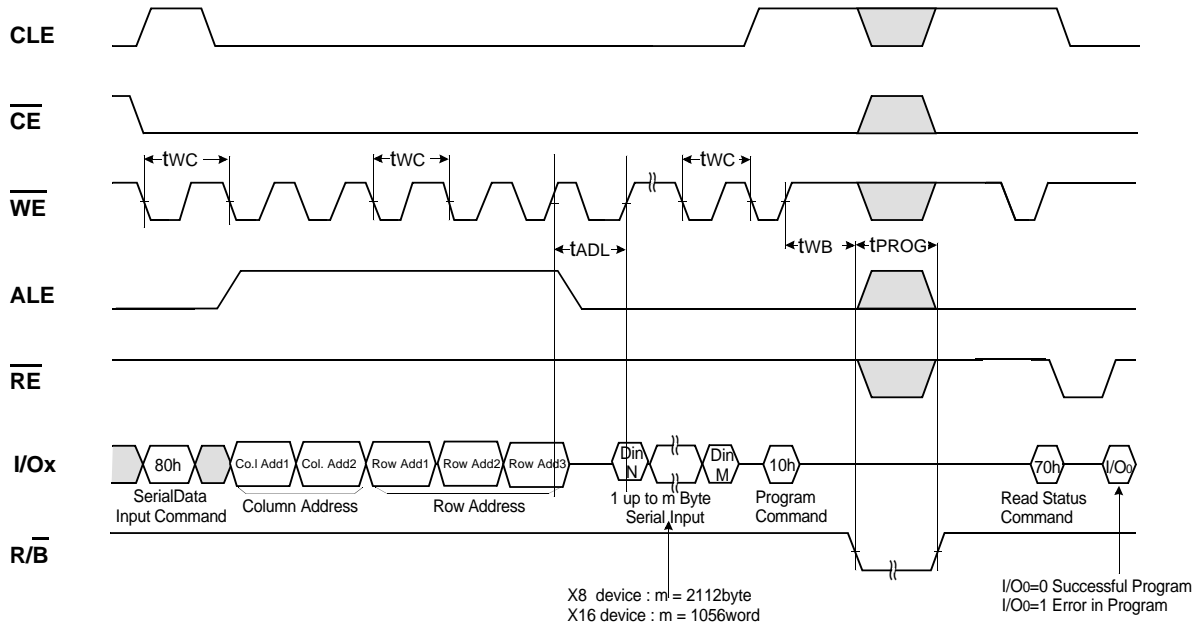 CLE
CE
tWC
tWC
tWC
WE
tADL
tWB
tPROG
ALE
RE
I/Ox
80h
Co.l Add1
Col. Add2
Row Add1
Row Add2
Row Add3
Din
N
Din
M
10h
70h
I/O0
SerialData
Input Command
Column Address
Row Address
1 up to m Byte
Serial Input
Program
Command
Read Status
Command
R/B
X8 device : m = 2112byte
X16 device : m = 1056word
I/O0=0 Successful Program
I/O0=1 Error in Program